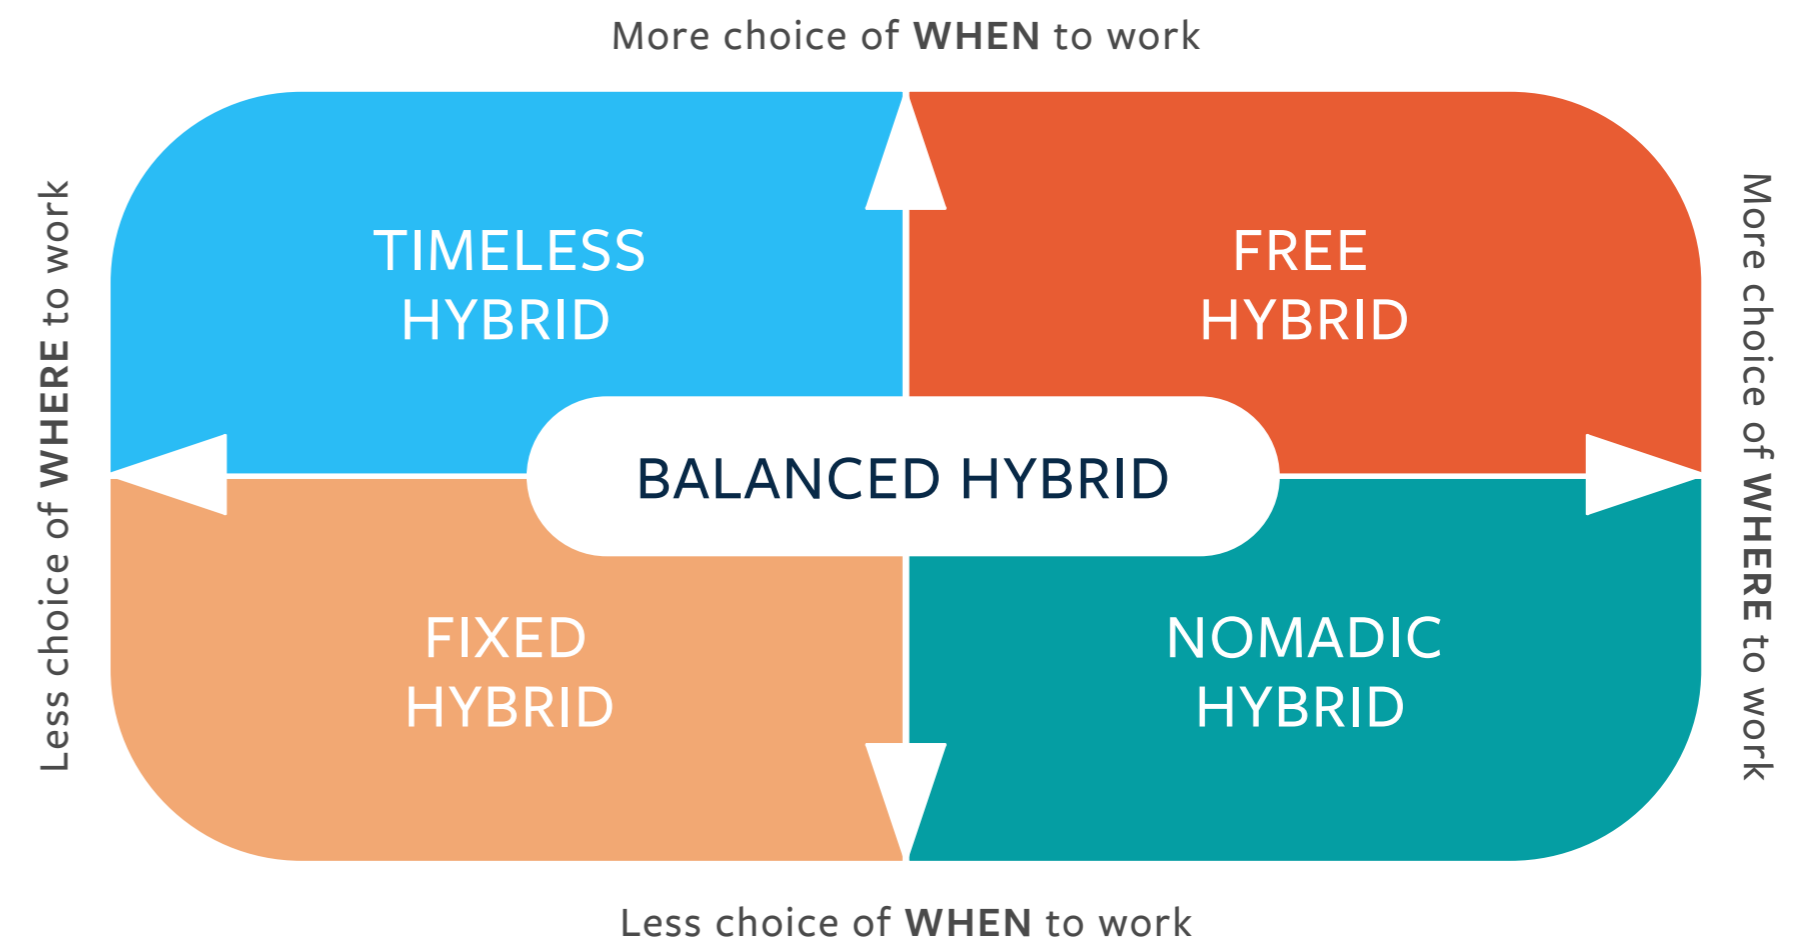 More choice of WHEN to work
Less choice of WHERE to work
TIMELESS
HYBRID
FREE
HYBRID
More choice of WHERE to work
BALANCED HYBRID
FIXED
HYBRID
NOMADIC
HYBRID
Less choice of WHEN to work